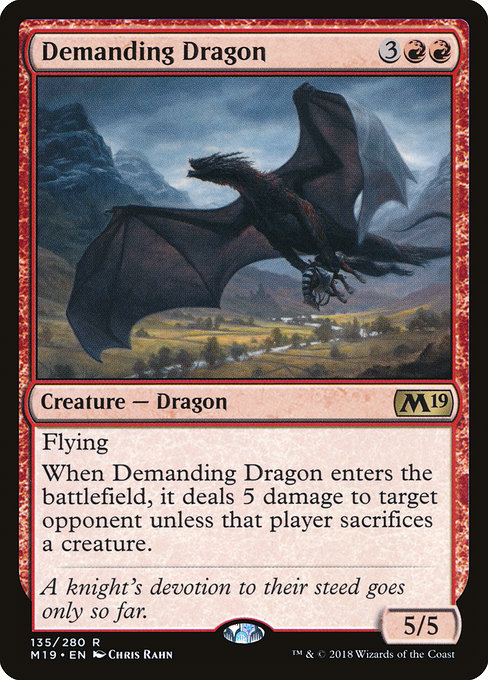 Demanding Dragon 3
Creature — Dragon M19
Flying
When Demanding Dragon enters the
battlefield, it deals 5 damage to target
opponent unless that player sacrifices
a creature.
A knight's devotion to their steed goes
only so far.
5/5
135/280 R
M19 • EN Chris Rahn ™ & © 2018 Wizards of the Coast